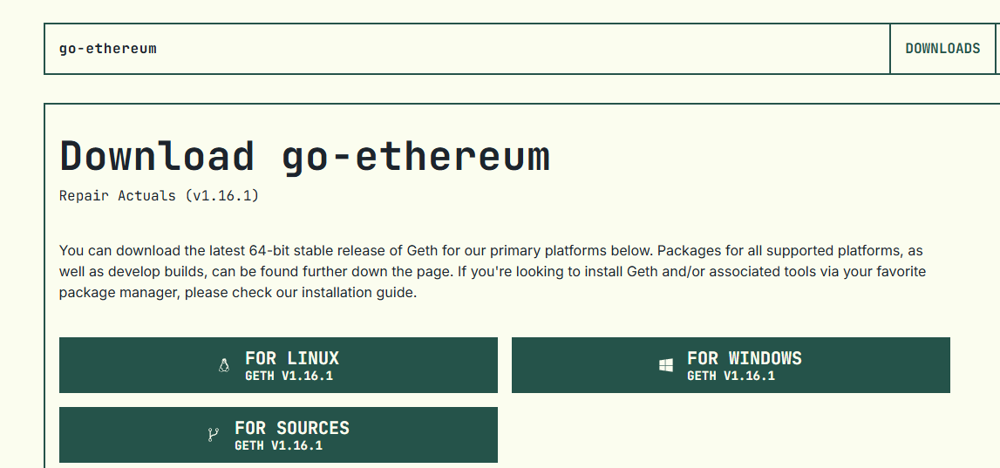 go-ethereum
DOWNLOADS
Download go-ethereum
Repair Actuals (v1.16.1)
You can download the latest 64-bit stable release of Geth for our primary platforms below. Packages for all supported platforms, as
well as develop builds, can be found further down the page. If you're looking to install Geth and/or associated tools via your favorite
package manager, please check our installation guide.
FOR LINUX
GETH V1.16.1
FOR WINDOWS
GETH V1.16.1
FOR SOURCES
GETH V1.16.1